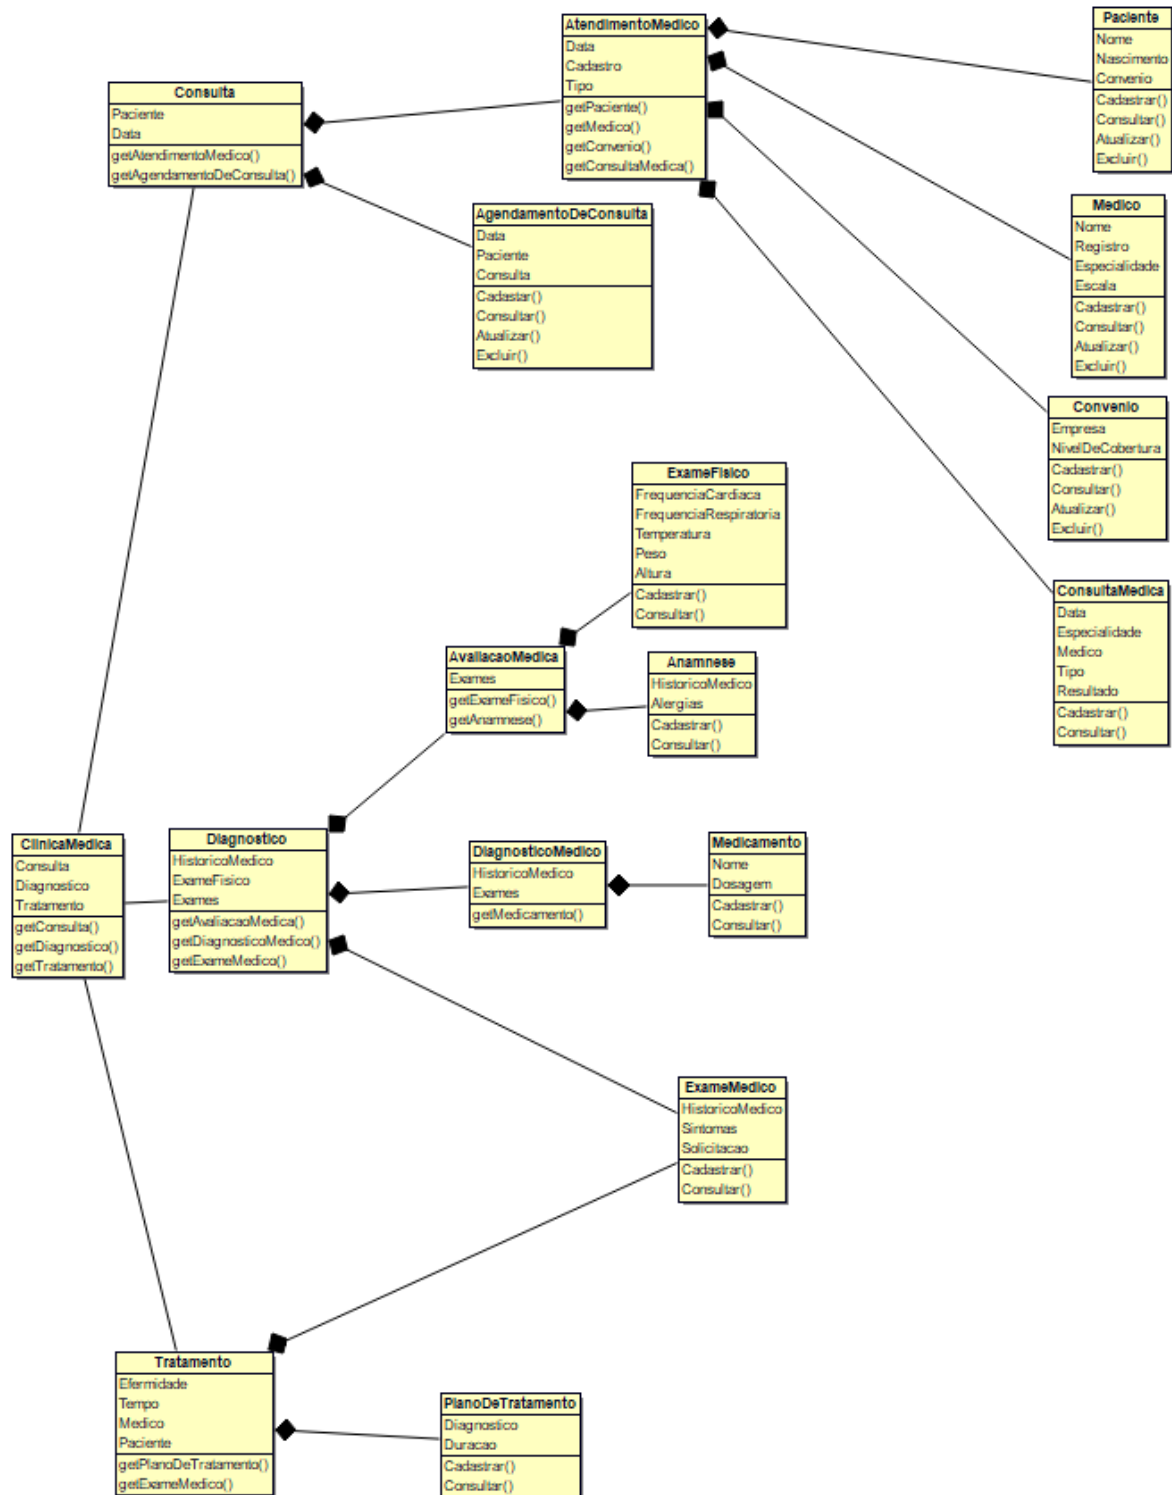 AtendimentoMedico
Data
Cadastro
Tipo
getPaciente()
getMedico()
getConvenio()
getConsultaMedica()
Paciente
Nome
Nascimento
Convenio
Cadastrar()
Consultar()
Atualizar()
Excluir()
Consulta
Paciente
Data
getAtendimentoMedico()
getAgendamentoDeConsulta()
AgendamentoDeConsulta
Data
Paciente
Consulta
Cadastar()
Consultar()
Atualizar()
Excluir()
Medico
Nome
Registro
Especialidade
Escala
Cadastrar()
Consultar()
Atualizar()
Excluir()
Convenio
Empresa
NivelDeCobertura
Cadastrar()
Consultar()
Atualizar()
Excluir()
ExameFisico
FrequenciaCardiaca
FrequenciaRespiratoria
Temperatura
Peso
Altura
Cadastrar()
Consultar()
ConsultaMedica
Data
Especialidade
Medico
Tipo
Resultado
Cadastrar()
Consultar()
AvaliacaoMedica
Exames
getExameFisico()
getAnamnese()
Anamnese
HistoricoMedico
Alergias
Cadastrar()
Consultar()
ClinicaMedica
Consulta
Diagnostico
Tratamento
getConsulta()
getDiagnostico()
getTratamento()
Diagnostico
HistoricoMedico
ExameFisico
Exames
getAvaliacaoMedica()
getDiagnosticoMedico()
getExameMedico()
DiagnosticoMedico
HistoricoMedico
Exames
getMedicamento()
Medicamento
Nome
Dosagem
Cadastrar()
Consultar()
ExameMedico
HistoricoMedico
Sintomas
Solicitacao
Cadastrar()
Consultar()
Tratamento
Efermidade
Tempo
Medico
Paciente
getPlanoDeTratamento()
getExameMedico()
PlanoDeTratamento
Diagnostico
Duracao
Cadastrar()
Consultar()